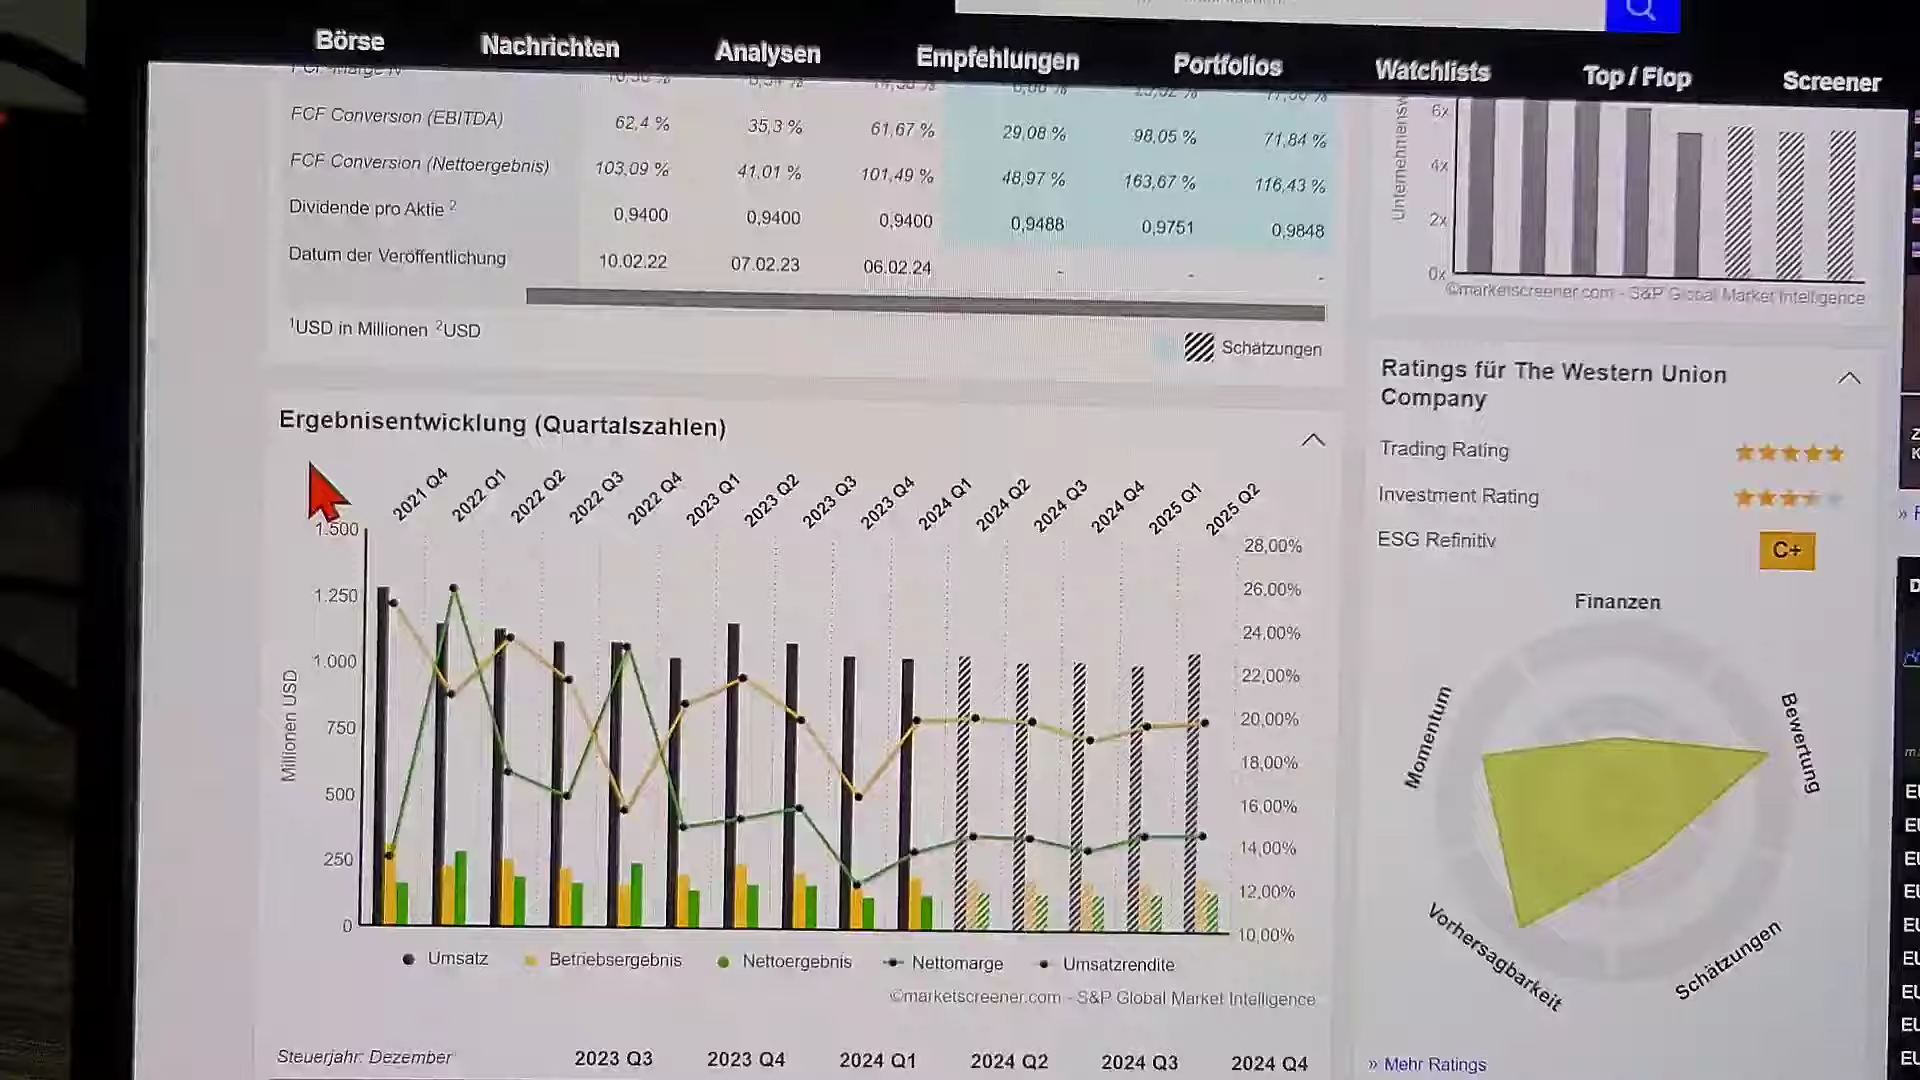 Börse Nachrichten Analysen Empfehlungen Portfolios Watchlists Top / Flop Screener
FCF Conversion (EBITDA) 62,4 % 35,3 % 61,67 % 29,08 % 98,05 % 71,84 %
FCF Conversion (Nettoergebnis) 103,09 % 41,01 % 101,49 % 48,97 % 163,67 % 116,43 %
Dividende pro Aktie 2 0,9400 0,9400 0,9400 0,9488 0,9751 0,9848
Datum der Veröffentlichung 10.02.22 07.02.23 06.02.24 - - -
1USD in Millionen 2USD
Schätzungen
6x
4x
2x
0x
©marketscreener.com - S&P Global Market Intelligence
Ergebnisentwicklung (Quartalszahlen)
2021 Q4 2022 Q1 2022 Q2 2022 Q3 2022 Q4 2023 Q1 2023 Q2 2023 Q3 2023 Q4 2024 Q1 2024 Q2 2024 Q3 2024 Q4 2025 Q1 2025 Q2
Millionen USD
1.500
1.250
1.000
750
500
250
0
28,00%
26,00%
24,00%
22,00%
20,00%
18,00%
16,00%
14,00%
12,00%
10,00%
Umsatz Betriebsergebnis Nettoergebnis Nettomarge Umsatzrendite
©marketscreener.com - S&P Global Market Intelligence
Steuerjahr: Dezember 2023 Q3 2023 Q4 2024 Q1 2024 Q2 2024 Q3 2024 Q4
Ratings für The Western Union
Company
Trading Rating
Investment Rating
ESG Refinitiv C+
Finanzen
Bewertung
Schätzungen
Vorhersagbarkeit
Momentum
» Mehr Ratings